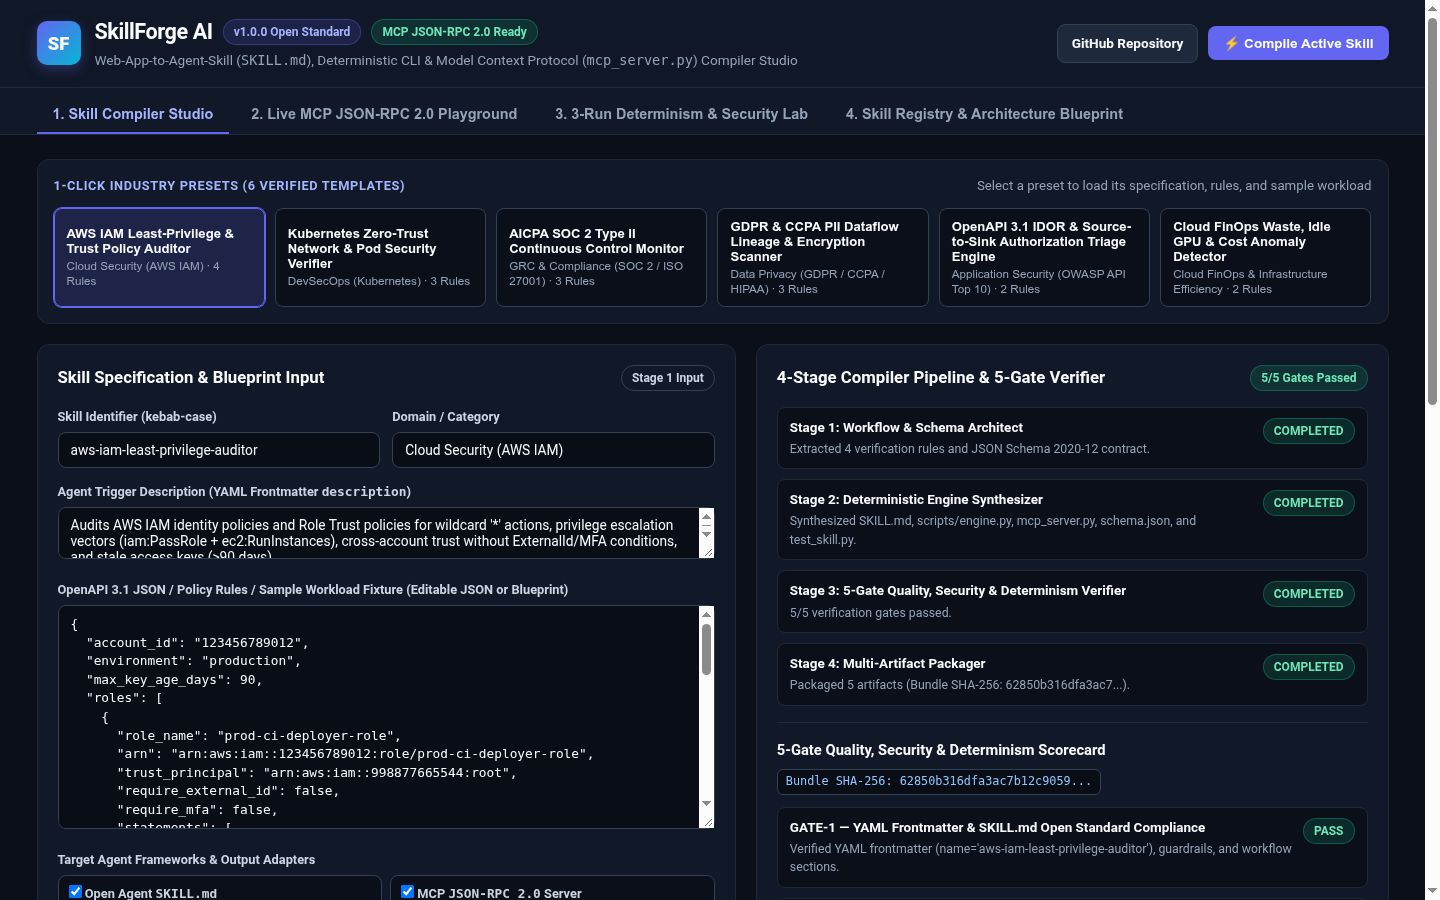 SF
SkillForge AI
v1.0.0 Open Standard
MCP JSON-RPC 2.0 Ready
Web-App-to-Agent-Skill (SKILL.md), Deterministic CLI & Model Context Protocol (mcp_server.py) Compiler Studio
GitHub Repository
⚡ Compile Active Skill
1. Skill Compiler Studio
2. Live MCP JSON-RPC 2.0 Playground
3. 3-Run Determinism & Security Lab
4. Skill Registry & Architecture Blueprint
1-CLICK INDUSTRY PRESETS (6 VERIFIED TEMPLATES)
Select a preset to load its specification, rules, and sample workload
AWS IAM Least-Privilege &
Trust Policy Auditor
Cloud Security (AWS IAM) · 4
Rules
Kubernetes Zero-Trust
Network & Pod Security
Verifier
DevSecOps (Kubernetes) · 3 Rules
AICPA SOC 2 Type II
Continuous Control Monitor
GRC & Compliance (SOC 2 / ISO
27001) · 3 Rules
GDPR & CCPA PII Dataflow
Lineage & Encryption
Scanner
Data Privacy (GDPR / CCPA /
HIPAA) · 3 Rules
OpenAPI 3.1 IDOR & Source-
to-Sink Authorization Triage
Engine
Application Security (OWASP API
Top 10) · 2 Rules
Cloud FinOps Waste, Idle
GPU & Cost Anomaly
Detector
Cloud FinOps & Infrastructure
Efficiency · 2 Rules
Skill Specification & Blueprint Input
Stage 1 Input
Skill Identifier (kebab-case)
aws-iam-least-privilege-auditor
Domain / Category
Cloud Security (AWS IAM)
Agent Trigger Description (YAML Frontmatter description)
Audits AWS IAM identity policies and Role Trust policies for wildcard '*' actions, privilege escalation
vectors (iam:PassRole + ec2:RunInstances), cross-account trust without ExternalId/MFA conditions,
and stale access keys (>90 days)
OpenAPI 3.1 JSON / Policy Rules / Sample Workload Fixture (Editable JSON or Blueprint)
{
"account_id": "123456789012",
"environment": "production",
"max_key_age_days": 90,
"roles": [
{
"role_name": "prod-ci-deployer-role",
"arn": "arn:aws:iam::123456789012:role/prod-ci-deployer-role",
"trust_principal": "arn:aws:iam::998877665544:root",
"require_external_id": false,
"require_mfa": false,
"statements": [
Target Agent Frameworks & Output Adapters
Open Agent SKILL.md
MCP JSON-RPC 2.0 Server
4-Stage Compiler Pipeline & 5-Gate Verifier
5/5 Gates Passed
Stage 1: Workflow & Schema Architect
Extracted 4 verification rules and JSON Schema 2020-12 contract.
COMPLETED
Stage 2: Deterministic Engine Synthesizer
Synthesized SKILL.md, scripts/engine.py, mcp_server.py, schema.json, and
test_skill.py.
COMPLETED
Stage 3: 5-Gate Quality, Security & Determinism Verifier
5/5 verification gates passed.
COMPLETED
Stage 4: Multi-Artifact Packager
Packaged 5 artifacts (Bundle SHA-256: 62850b316dfa3ac7...).
COMPLETED
5-Gate Quality, Security & Determinism Scorecard
Bundle SHA-256: 62850b316dfa3ac7b12c9059...
GATE-1 — YAML Frontmatter & SKILL.md Open Standard Compliance
Verified YAML frontmatter (name='aws-iam-least-privilege-auditor'), guardrails, and workflow
sections.
PASS